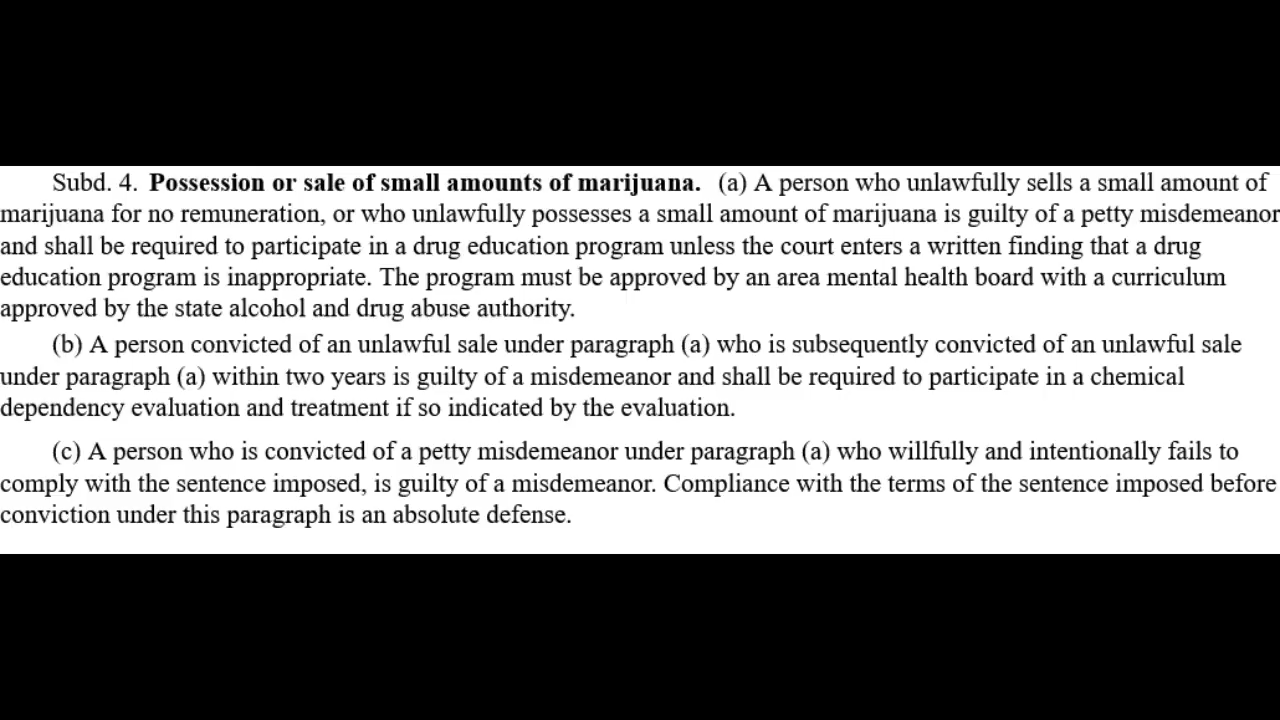 Subd. 4. Possession or sale of small amounts of marijuana. (a) A person who unlawfully sells a small amount of
marijuana for no remuneration, or who unlawfully possesses a small amount of marijuana is guilty of a petty misdemeanor
and shall be required to participate in a drug education program unless the court enters a written finding that a drug
education program is inappropriate. The program must be approved by an area mental health board with a curriculum
approved by the state alcohol and drug abuse authority.
(b) A person convicted of an unlawful sale under paragraph (a) who is subsequently convicted of an unlawful sale
under paragraph (a) within two years is guilty of a misdemeanor and shall be required to participate in a chemical
dependency evaluation and treatment if so indicated by the evaluation.
(c) A person who is convicted of a petty misdemeanor under paragraph (a) who willfully and intentionally fails to
comply with the sentence imposed, is guilty of a misdemeanor. Compliance with the terms of the sentence imposed before
conviction under this paragraph is an absolute defense.